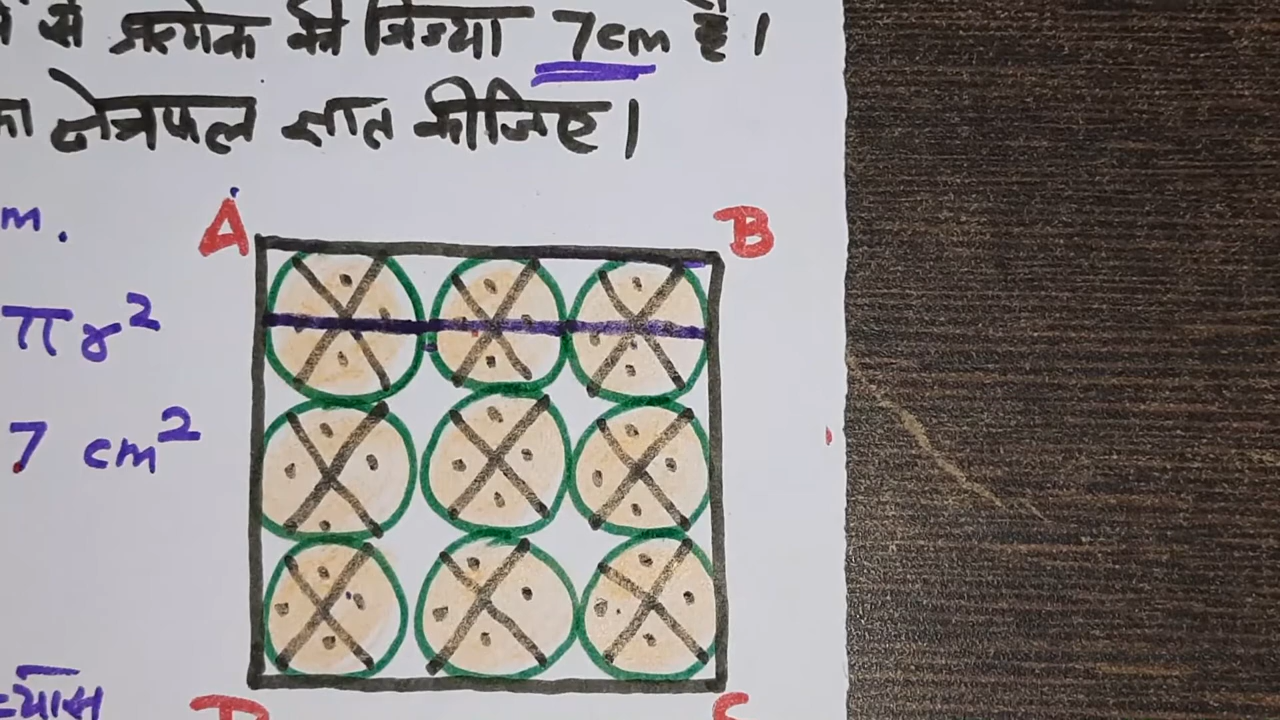 से प्रत्येक की त्रिज्या 7cm है।
का क्षेत्रफल ज्ञात कीजिए।
A B
m.
πr²
7 cm²